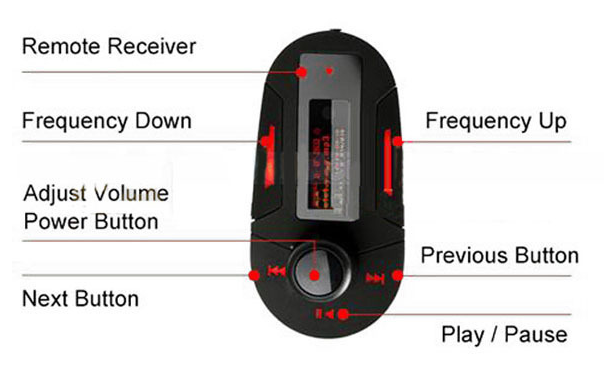 Remote Receiver
Frequency Down
Frequency Up
Adjust Volume
Power Button
Previous Button
Next Button
Play / Pause